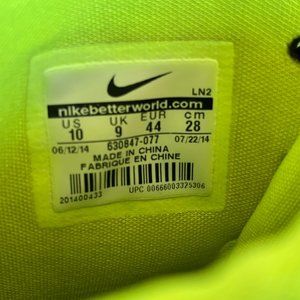 LN2
nikebetterworld.com
US UK EUR cm
10 9 44 28
06/12/14 630847-077 07/22/14
MADE IN CHINA
FABRIQUE EN CHINE
201400433 UPC 00666003325306